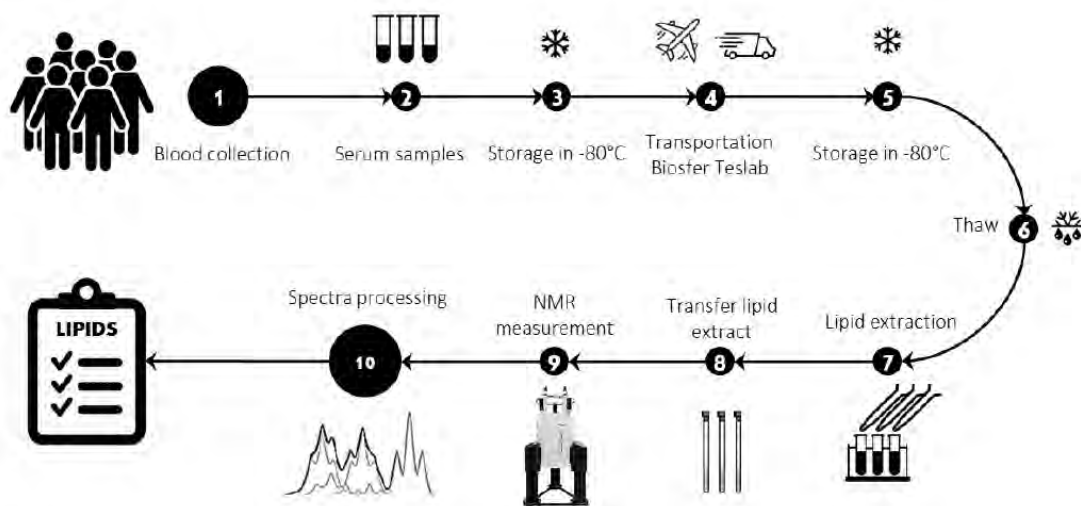 1
2
3
4
5
Blood collection
Serum samples
Storage in -80°C
Transportation
Biosfer Teslab
Storage in -80°C
Thaw
6
Spectra processing
NMR
measurement
Transfer lipid
extract
Lipid extraction
LIPIDS
10
9
8
7